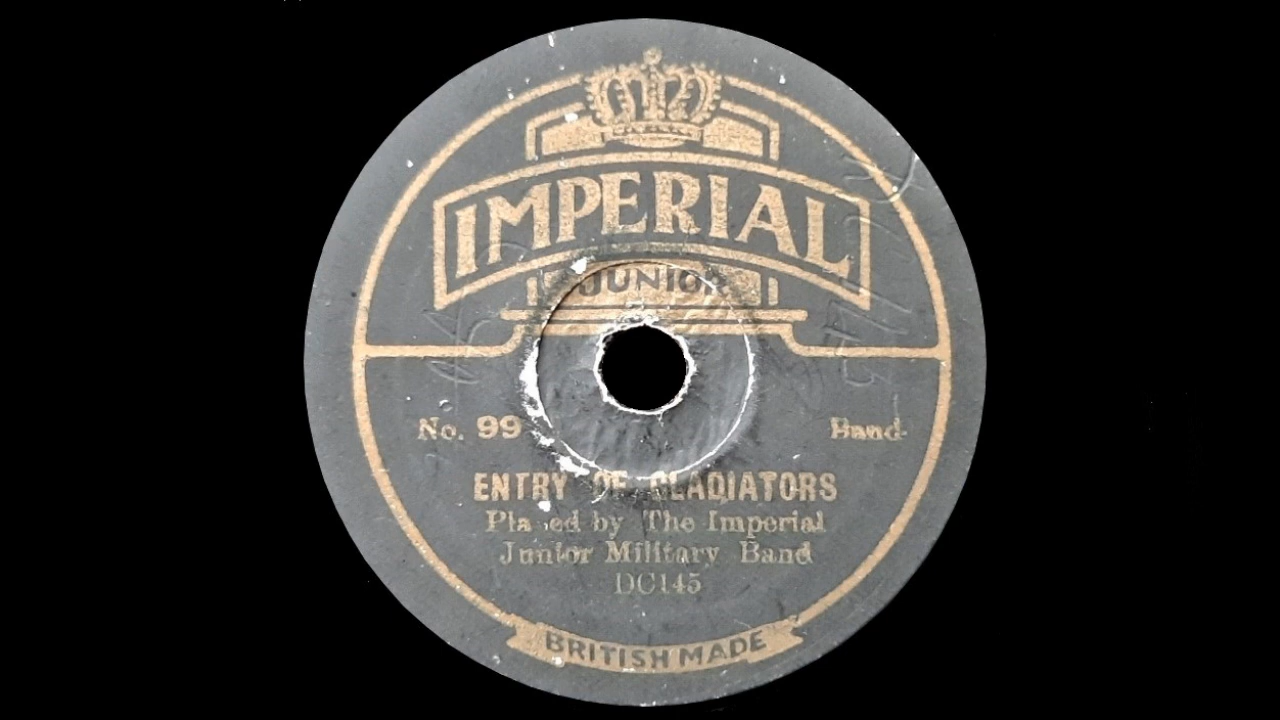 IMPERIAL
JUNIOR
No. 99 Band
ENTRY OF GLADIATORS
Played by The Imperial
Junior Military Band
DC145
BRITISH MADE